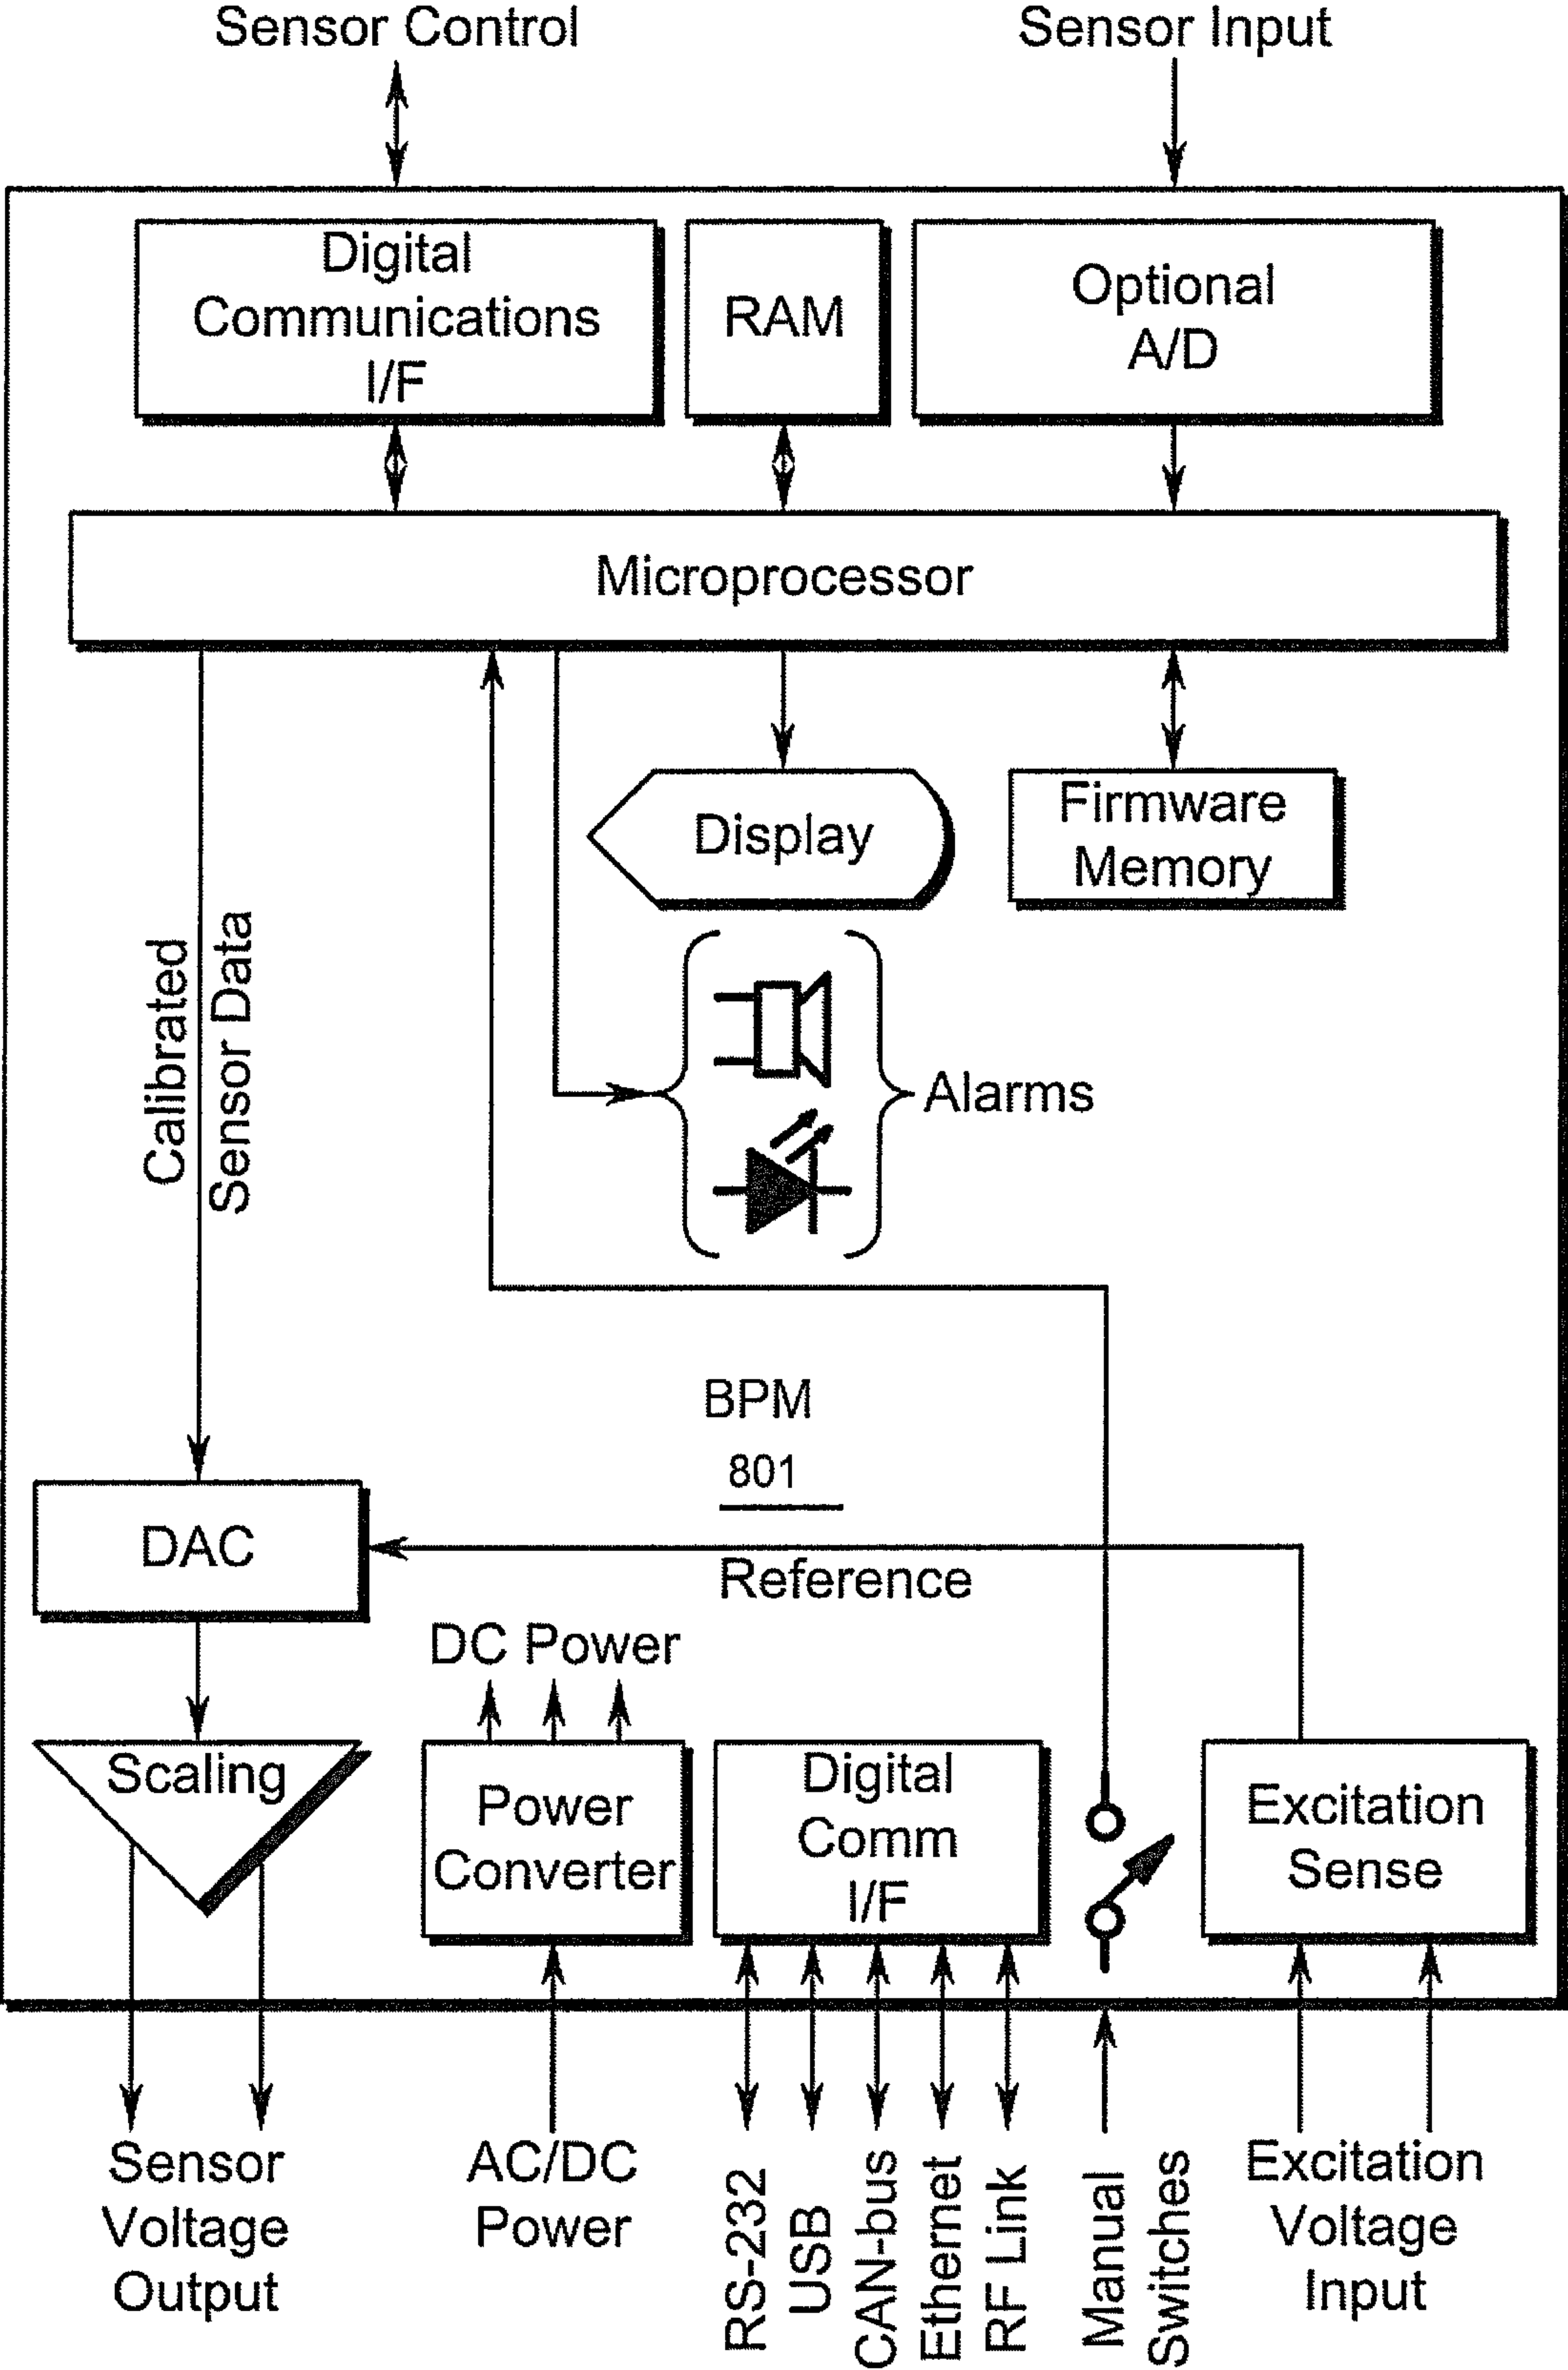 Sensor Control
Sensor Input
Digital
Communications
I/F
RAM
Optional
A/D
Microprocessor
Display
Firmware
Memory
Calibrated
Sensor Data
Alarms
BPM
801
DAC
Reference
DC Power
Scaling
Power
Converter
Digital
Comm
I/F
Excitation
Sense
Sensor
Voltage
Output
AC/DC
Power
RS-232
USB
CAN-bus
Ethernet
RF Link
Manual
Switches
Excitation
Voltage
Input